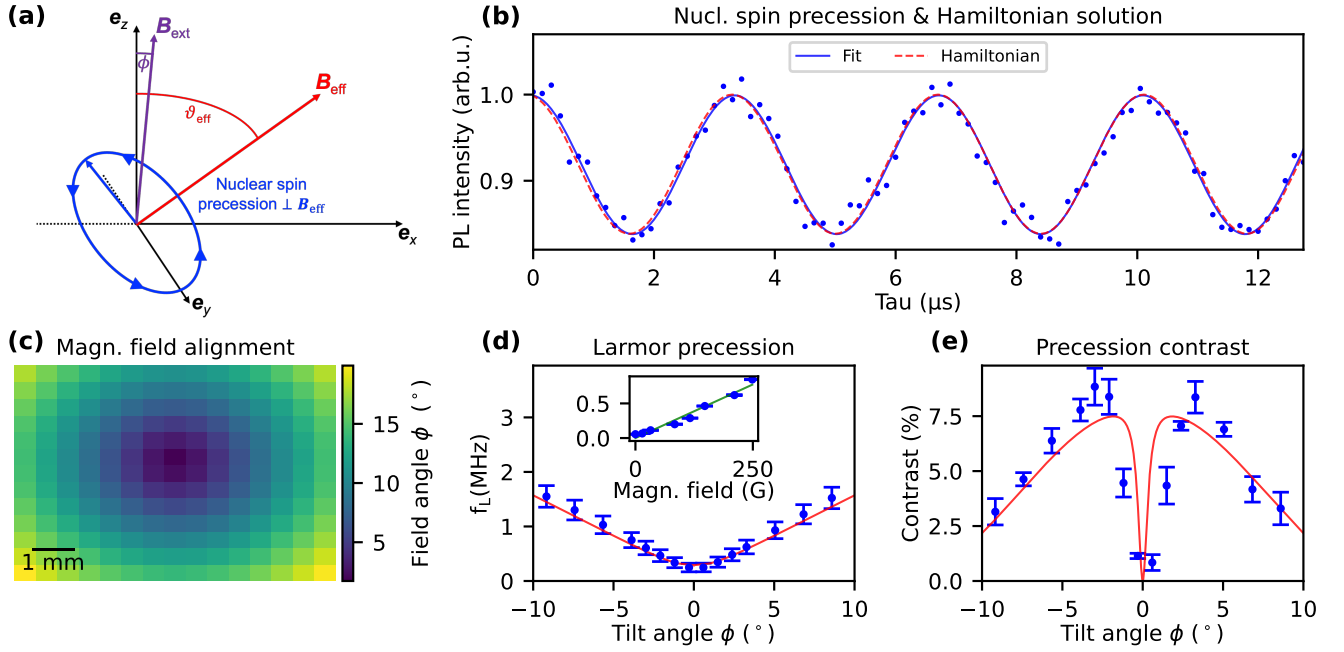 (a)
e_z
B_ext
ϕ
B_eff
ϑ_eff
Nuclear spin
precession ⊥ B_eff
e_x
e_y
(b)
Nucl. spin precession & Hamiltonian solution
Fit
Hamiltonian
PL intensity (arb.u.)
1.0
0.9
0 2 4 6 8 10 12
Tau (μs)
(c)
Magn. field alignment
1 mm
15
10
5
Field angle ϕ (°)
(d)
Larmor precession
f_L(MHz)
3
2
1
0
0.5
0.0
0 250
Magn. field (G)
−10 −5 0 5 10
Tilt angle ϕ (°)
(e)
Precession contrast
Contrast (%)
7.5
5.0
2.5
0.0
−10 −5 0 5 10
Tilt angle ϕ (°)